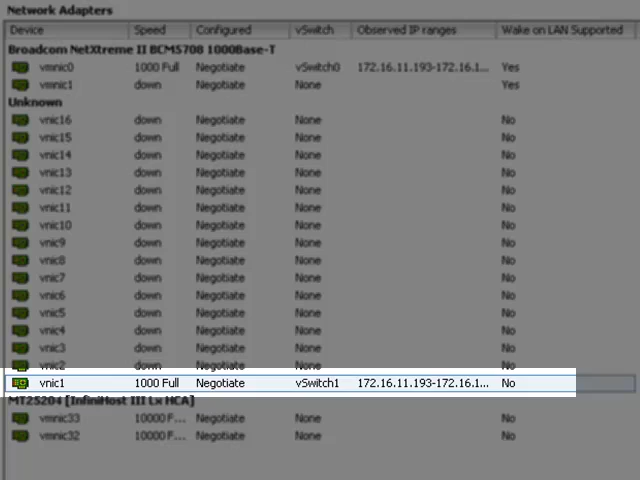 Network Adapters
Device Speed Configured vSwitch Observed IP ranges Wake on LAN Supported
Broadcom NetXtreme II BCM5708 1000Base-T
vmnic0 1000 Full Negotiate vSwitch0 172.16.11.193-172.16.1... Yes
vmnic1 down Negotiate None Yes
Unknown
vnic16 down Negotiate None No
vnic15 down Negotiate None No
vnic14 down Negotiate None No
vnic13 down Negotiate None No
vnic12 down Negotiate None No
vnic11 down Negotiate None No
vnic10 down Negotiate None No
vnic9 down Negotiate None No
vnic8 down Negotiate None No
vnic7 down Negotiate None No
vnic6 down Negotiate None No
vnic5 down Negotiate None No
vnic4 down Negotiate None No
vnic3 down Negotiate None No
vnic2 down Negotiate None No
vnic1 1000 Full Negotiate vSwitch1 172.16.11.193-172.16.1... No
MT25204 [InfiniHost III Lx HCA]
vmnic33 10000 F... Negotiate None No
vmnic32 10000 F... Negotiate None No